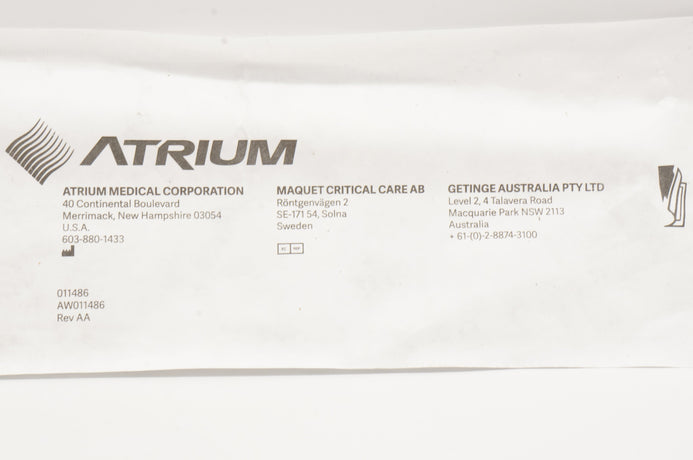 ATRIUM
ATRIUM MEDICAL CORPORATION
40 Continental Boulevard
Merrimack, New Hampshire 03054
U.S.A.
603-880-1433
MAQUET CRITICAL CARE AB
Röntgenvägen 2
SE-171 54, Solna
Sweden
EC REP
GETINGE AUSTRALIA PTY LTD
Level 2, 4 Talavera Road
Macquarie Park NSW 2113
Australia
+ 61-(0)-2-8874-3100
011486
AW011486
Rev AA